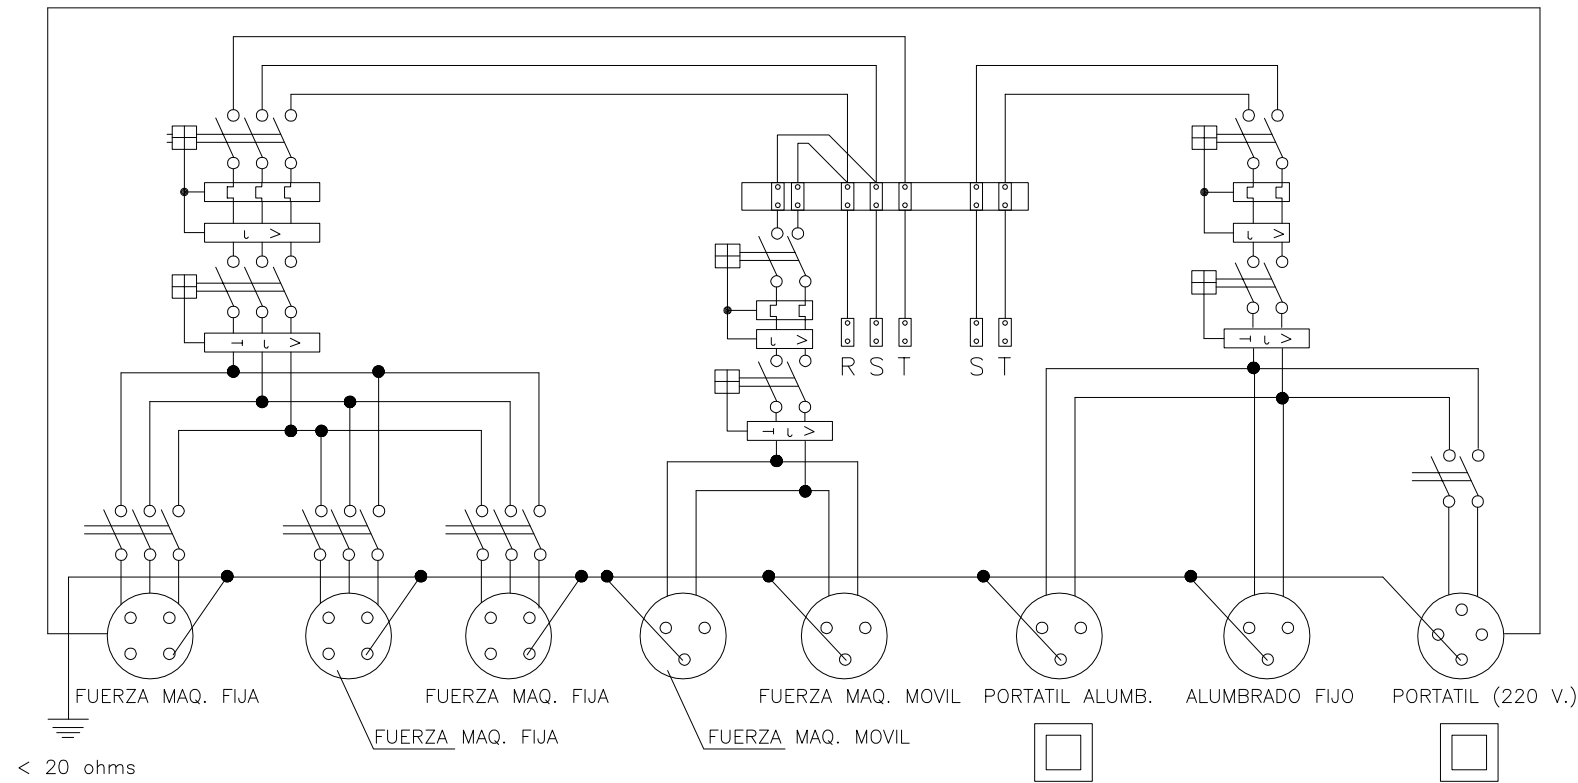 R S T
S T
FUERZA MAQ. FIJA
FUERZA MAQ. FIJA
FUERZA MAQ. MOVIL
PORTATIL ALUMB.
ALUMBRADO FIJO
PORTATIL (220 V.)
FUERZA MAQ. FIJA
FUERZA MAQ. MOVIL
< 20 ohms